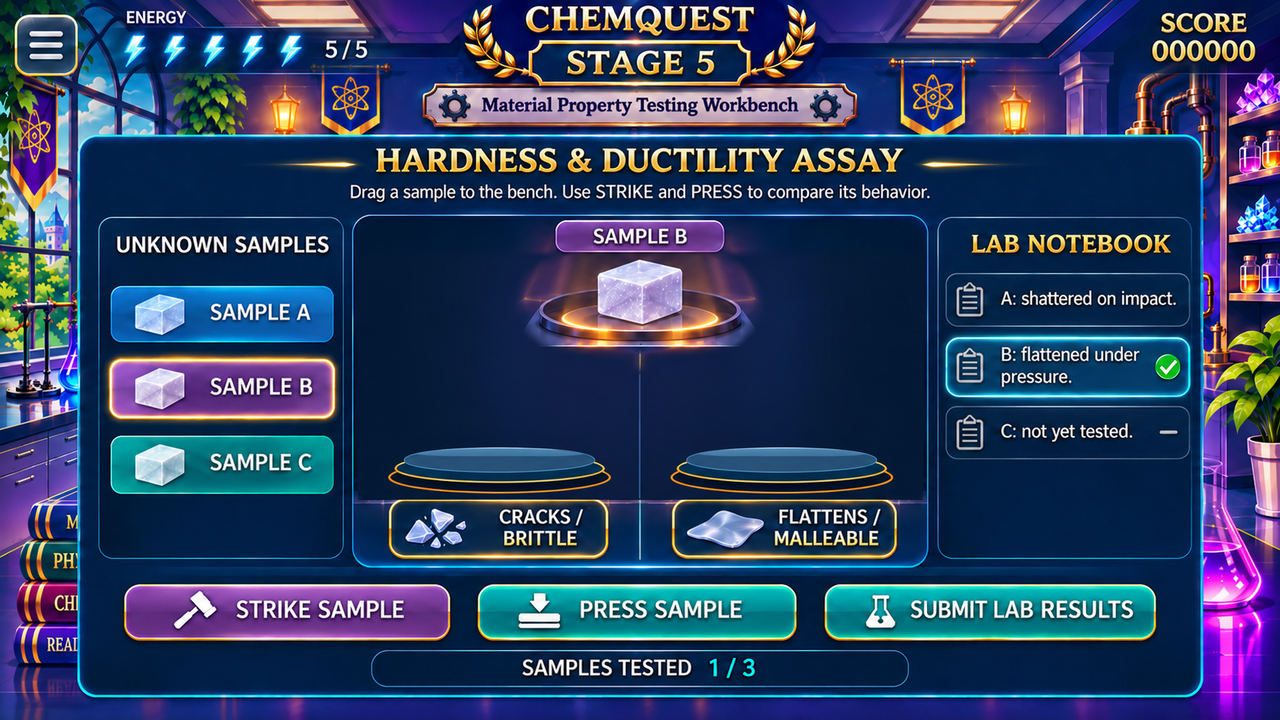 ENERGY
5/5
CHEMQUEST
STAGE 5
Material Property Testing Workbench
SCORE
000000
HARDNESS & DUCTILITY ASSAY
Drag a sample to the bench. Use STRIKE and PRESS to compare its behavior.
UNKNOWN SAMPLES
SAMPLE A
SAMPLE B
SAMPLE C
SAMPLE B
CRACKS /
BRITTLE
FLATTENS /
MALLEABLE
LAB NOTEBOOK
A: shattered on impact.
B: flattened under
pressure.
C: not yet tested.
M
PH
CH
REAL
STRIKE SAMPLE
PRESS SAMPLE
SUBMIT LAB RESULTS
SAMPLES TESTED 1 / 3